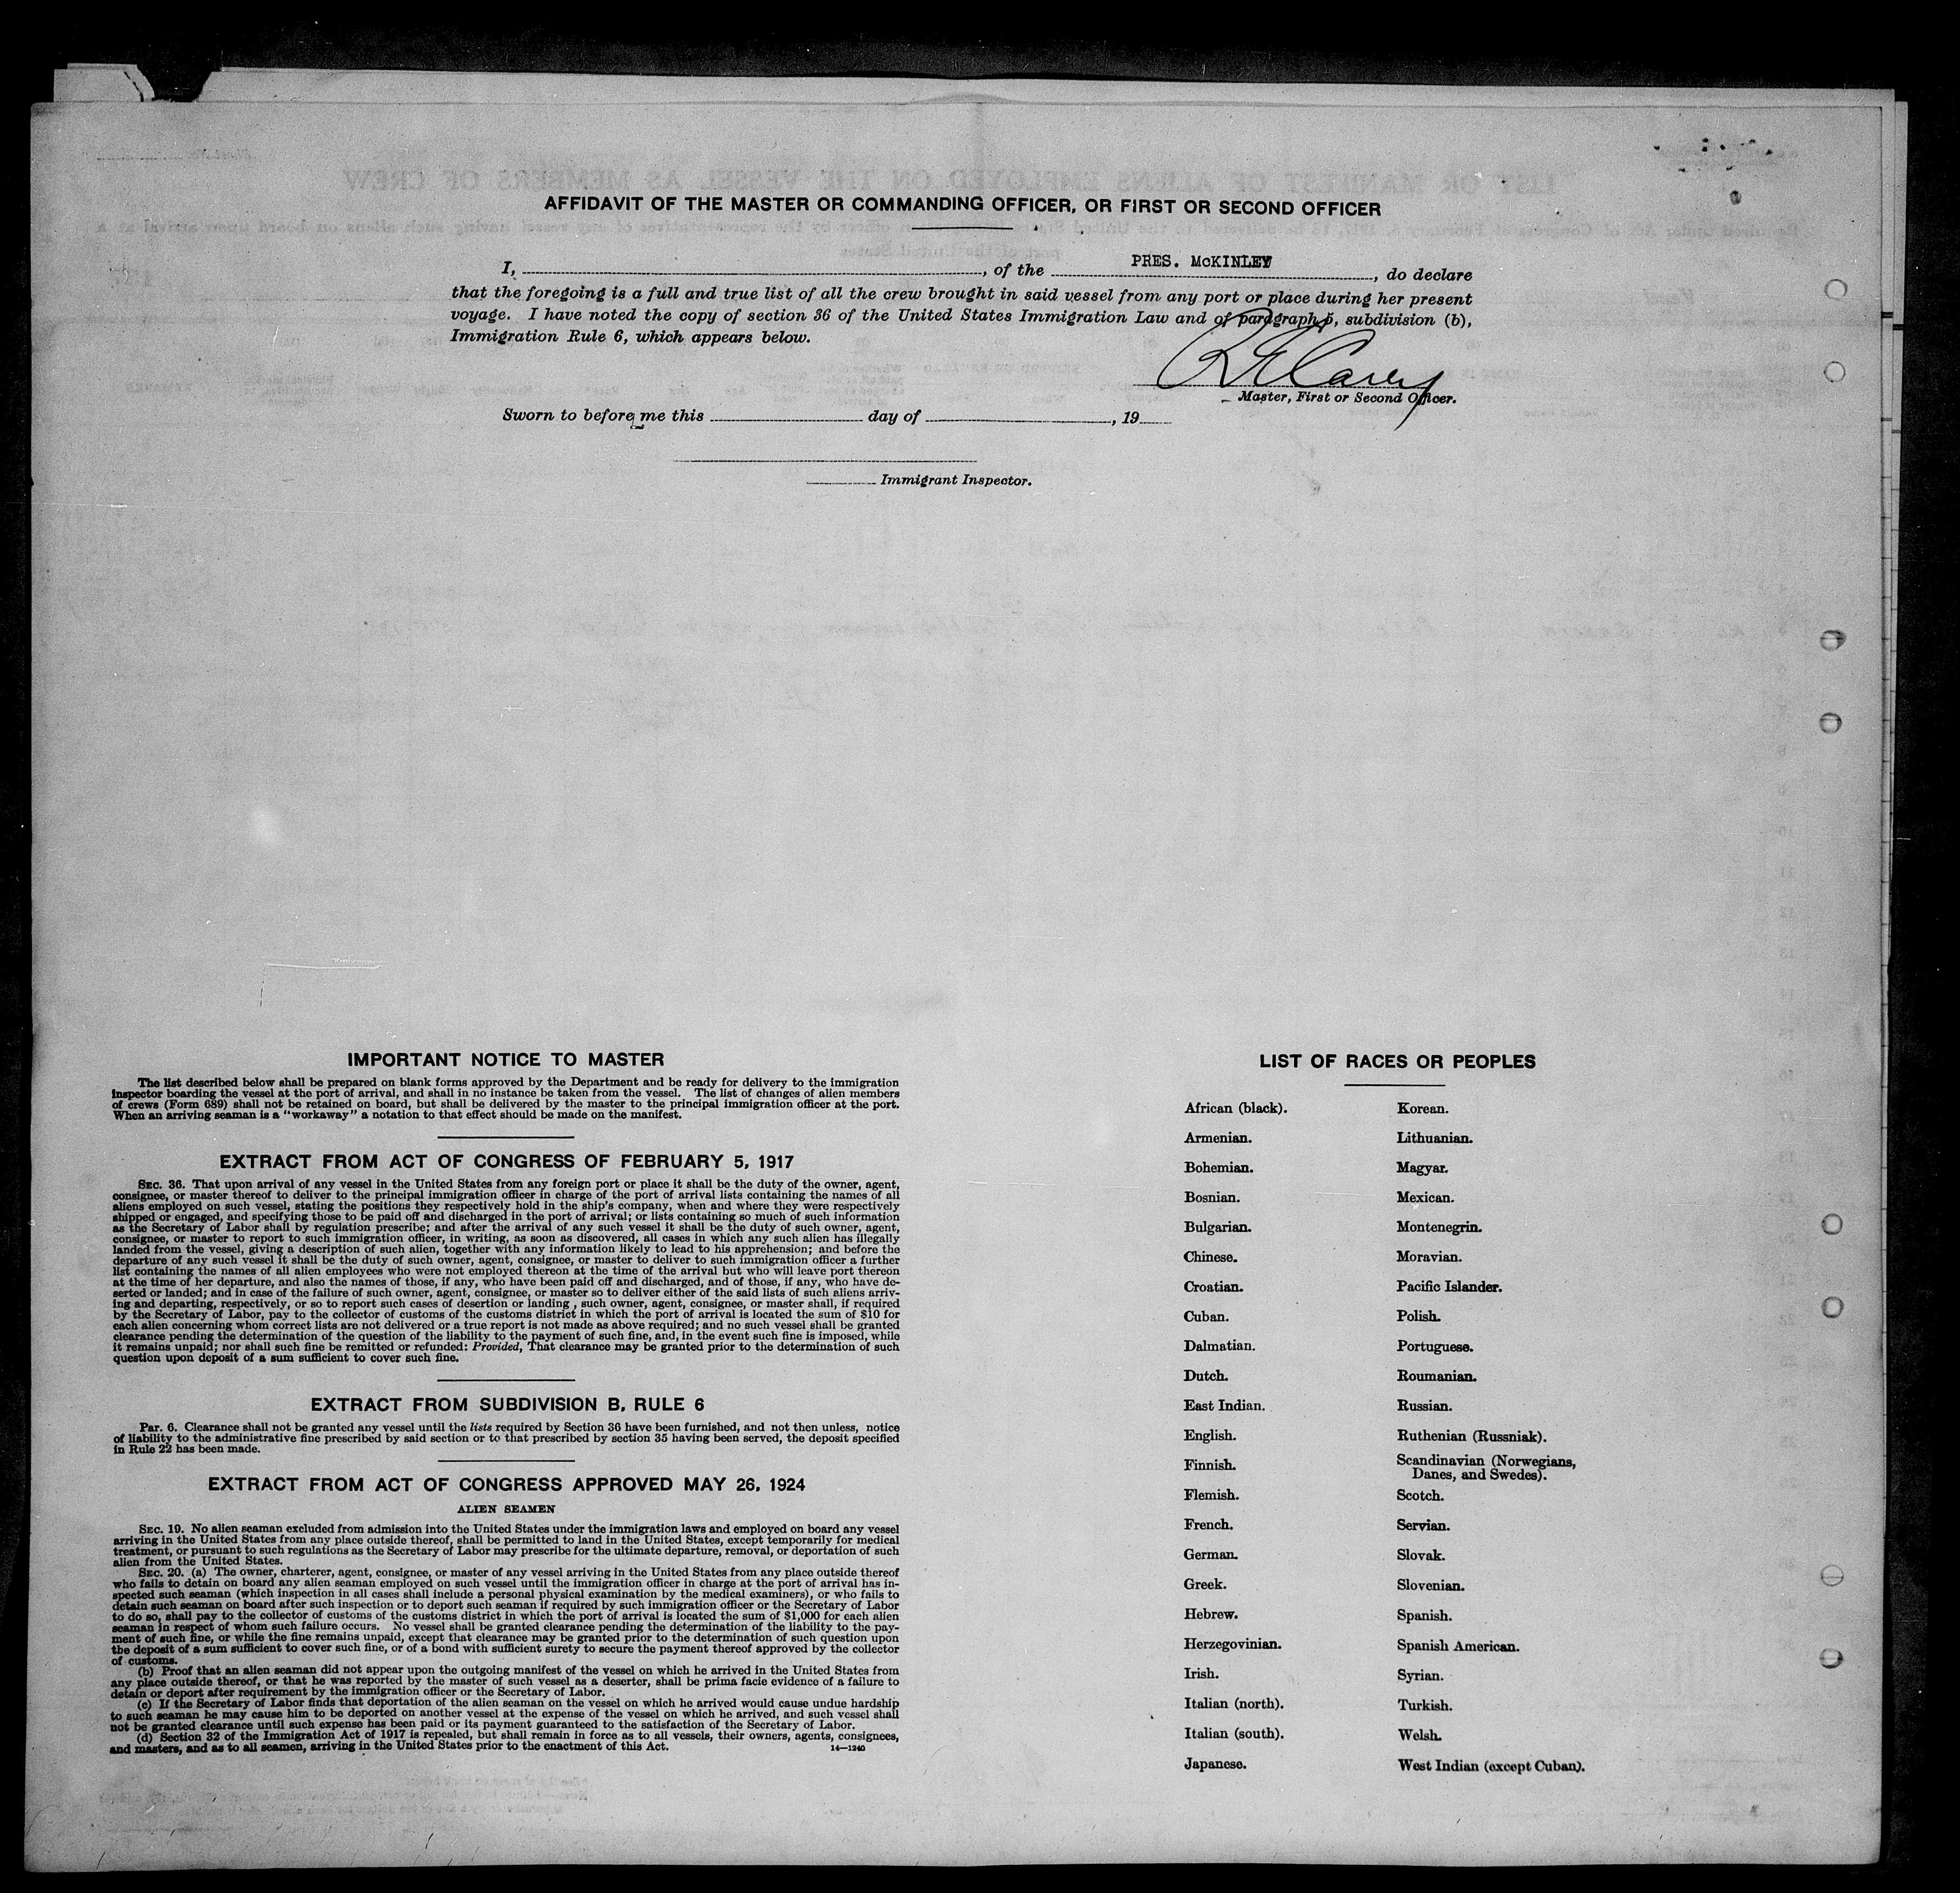 AFFIDAVIT OF THE MASTER OR COMMANDING OFFICER, OR FIRST OR SECOND OFFICER
I, , of the PRES. McKINLEY , do declare
that the foregoing is a full and true list of all the crew brought in said vessel from any port or place during her present
voyage. I have noted the copy of section 36 of the United States Immigration Law and of paragraph 5, subdivision (b),
Immigration Rule 6, which appears below.
R E Carey
Master, First or Second Officer.
Sworn to before me this day of , 19
Immigrant Inspector.
IMPORTANT NOTICE TO MASTER
The list described below shall be prepared on blank forms approved by the Department and be ready for delivery to the immigration
inspector boarding the vessel at the port of arrival, and shall in no instance be taken from the vessel. The list of changes of alien members
of crews (Form 689) shall not be retained on board, but shall be delivered by the master to the principal immigration officer at the port.
When an arriving seaman is a "workaway" a notation to that effect should be made on the manifest.
EXTRACT FROM ACT OF CONGRESS OF FEBRUARY 5, 1917
SEC. 36. That upon arrival of any vessel in the United States from any foreign port or place it shall be the duty of the owner, agent,
consignee, or master thereof to deliver to the principal immigration officer in charge of the port of arrival lists containing the names of all
aliens employed on such vessel, stating the positions they respectively hold in the ship's company, when and where they were respectively
shipped or engaged, and specifying those to be paid off and discharged in the port of arrival; or lists containing so much of such information
as the Secretary of Labor shall by regulation prescribe; and after the arrival of any such vessel it shall be the duty of such owner, agent,
consignee, or master to report to such immigration officer, in writing, as soon as discovered, all cases in which any such alien has illegally
landed from the vessel, giving a description of such alien, together with any information likely to lead to his apprehension; and before the
departure of any such vessel it shall be the duty of such owner, agent, consignee, or master to deliver to such immigration officer a further
list containing the names of all alien employees who were not employed thereon at the time of the arrival but who will leave port thereon
at the time of her departure, and also the names of those, if any, who have been paid off and discharged, and of those, if any, who have de-
serted or landed; and in case of the failure of such owner, agent, consignee, or master so to deliver either of the said lists of such aliens arriv-
ing and departing, respectively, or so to report such cases of desertion or landing , such owner, agent, consignee, or master shall, if required
by the Secretary of Labor, pay to the collector of customs of the customs district in which the port of arrival is located the sum of $10 for
each alien concerning whom correct lists are not delivered or a true report is not made as above required; and no such vessel shall be granted
clearance pending the determination of the question of the liability to the payment of such fine, and, in the event such fine is imposed, while
it remains unpaid; nor shall such fine be remitted or refunded: Provided, That clearance may be granted prior to the determination of such
question upon deposit of a sum sufficient to cover such fine.
EXTRACT FROM SUBDIVISION B, RULE 6
Par. 6. Clearance shall not be granted any vessel until the lists required by Section 36 have been furnished, and not then unless, notice
of liability to the administrative fine prescribed by said section or to that prescribed by section 35 having been served, the deposit specified
in Rule 22 has been made.
EXTRACT FROM ACT OF CONGRESS APPROVED MAY 26, 1924
ALIEN SEAMEN
SEC. 19. No alien seaman excluded from admission into the United States under the immigration laws and employed on board any vessel
arriving in the United States from any place outside thereof, shall be permitted to land in the United States, except temporarily for medical
treatment, or pursuant to such regulations as the Secretary of Labor may prescribe for the ultimate departure, removal, or deportation of such
alien from the United States.
SEC. 20. (a) The owner, charterer, agent, consignee, or master of any vessel arriving in the United States from any place outside thereof
who fails to detain on board any alien seaman employed on such vessel until the immigration officer in charge at the port of arrival has in-
spected such seaman (which inspection in all cases shall include a personal physical examination by the medical examiners), or who fails to
detain such seaman on board after such inspection or to deport such seaman if required by such immigration officer or the Secretary of Labor
to do so, shall pay to the collector of customs of the customs district in which the port of arrival is located the sum of $1,000 for each alien
seaman in respect of whom such failure occurs. No vessel shall be granted clearance pending the determination of the liability to the pay-
ment of such fine, or while the fine remains unpaid, except that clearance may be granted prior to the determination of such question upon
the deposit of a sum sufficient to cover such fine, or of a bond with sufficient surety to secure the payment thereof approved by the collector
of customs.
(b) Proof that an alien seaman did not appear upon the outgoing manifest of the vessel on which he arrived in the United States from
any place outside thereof, or that he was reported by the master of such vessel as a deserter, shall be prima facie evidence of a failure to
detain or deport after requirement by the immigration officer or the Secretary of Labor.
(c) If the Secretary of Labor finds that deportation of the alien seaman on the vessel on which he arrived would cause undue hardship
to such seaman he may cause him to be deported on another vessel at the expense of the vessel on which he arrived, and such vessel shall
not be granted clearance until such expense has been paid or its payment guaranteed to the satisfaction of the Secretary of Labor.
(d) Section 32 of the Immigration Act of 1917 is repealed, but shall remain in force as to all vessels, their owners, agents, consignees,
and masters, and as to all seamen, arriving in the United States prior to the enactment of this Act.
14—1240
LIST OF RACES OR PEOPLES
African (black).
Armenian.
Bohemian.
Bosnian.
Bulgarian.
Chinese.
Croatian.
Cuban.
Dalmatian.
Dutch.
East Indian.
English.
Finnish.
Flemish.
French.
German.
Greek.
Hebrew.
Herzegovinian.
Irish.
Italian (north).
Italian (south).
Japanese.
Korean.
Lithuanian.
Magyar.
Mexican.
Montenegrin.
Moravian.
Pacific Islander.
Polish.
Portuguese.
Roumanian.
Russian.
Ruthenian (Russniak).
Scandinavian (Norwegians,
Danes, and Swedes).
Scotch.
Servian.
Slovak.
Slovenian.
Spanish.
Spanish American.
Syrian.
Turkish.
Welsh.
West Indian (except Cuban).